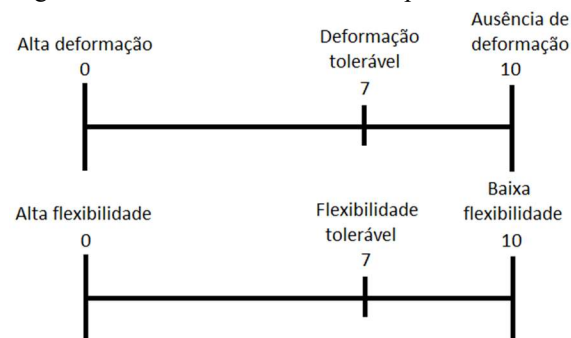 Alta deformação
0
Deformação
tolerável
7
Ausência de
deformação
10
Alta flexibilidade
0
Flexibilidade
tolerável
7
Baixa
flexibilidade
10